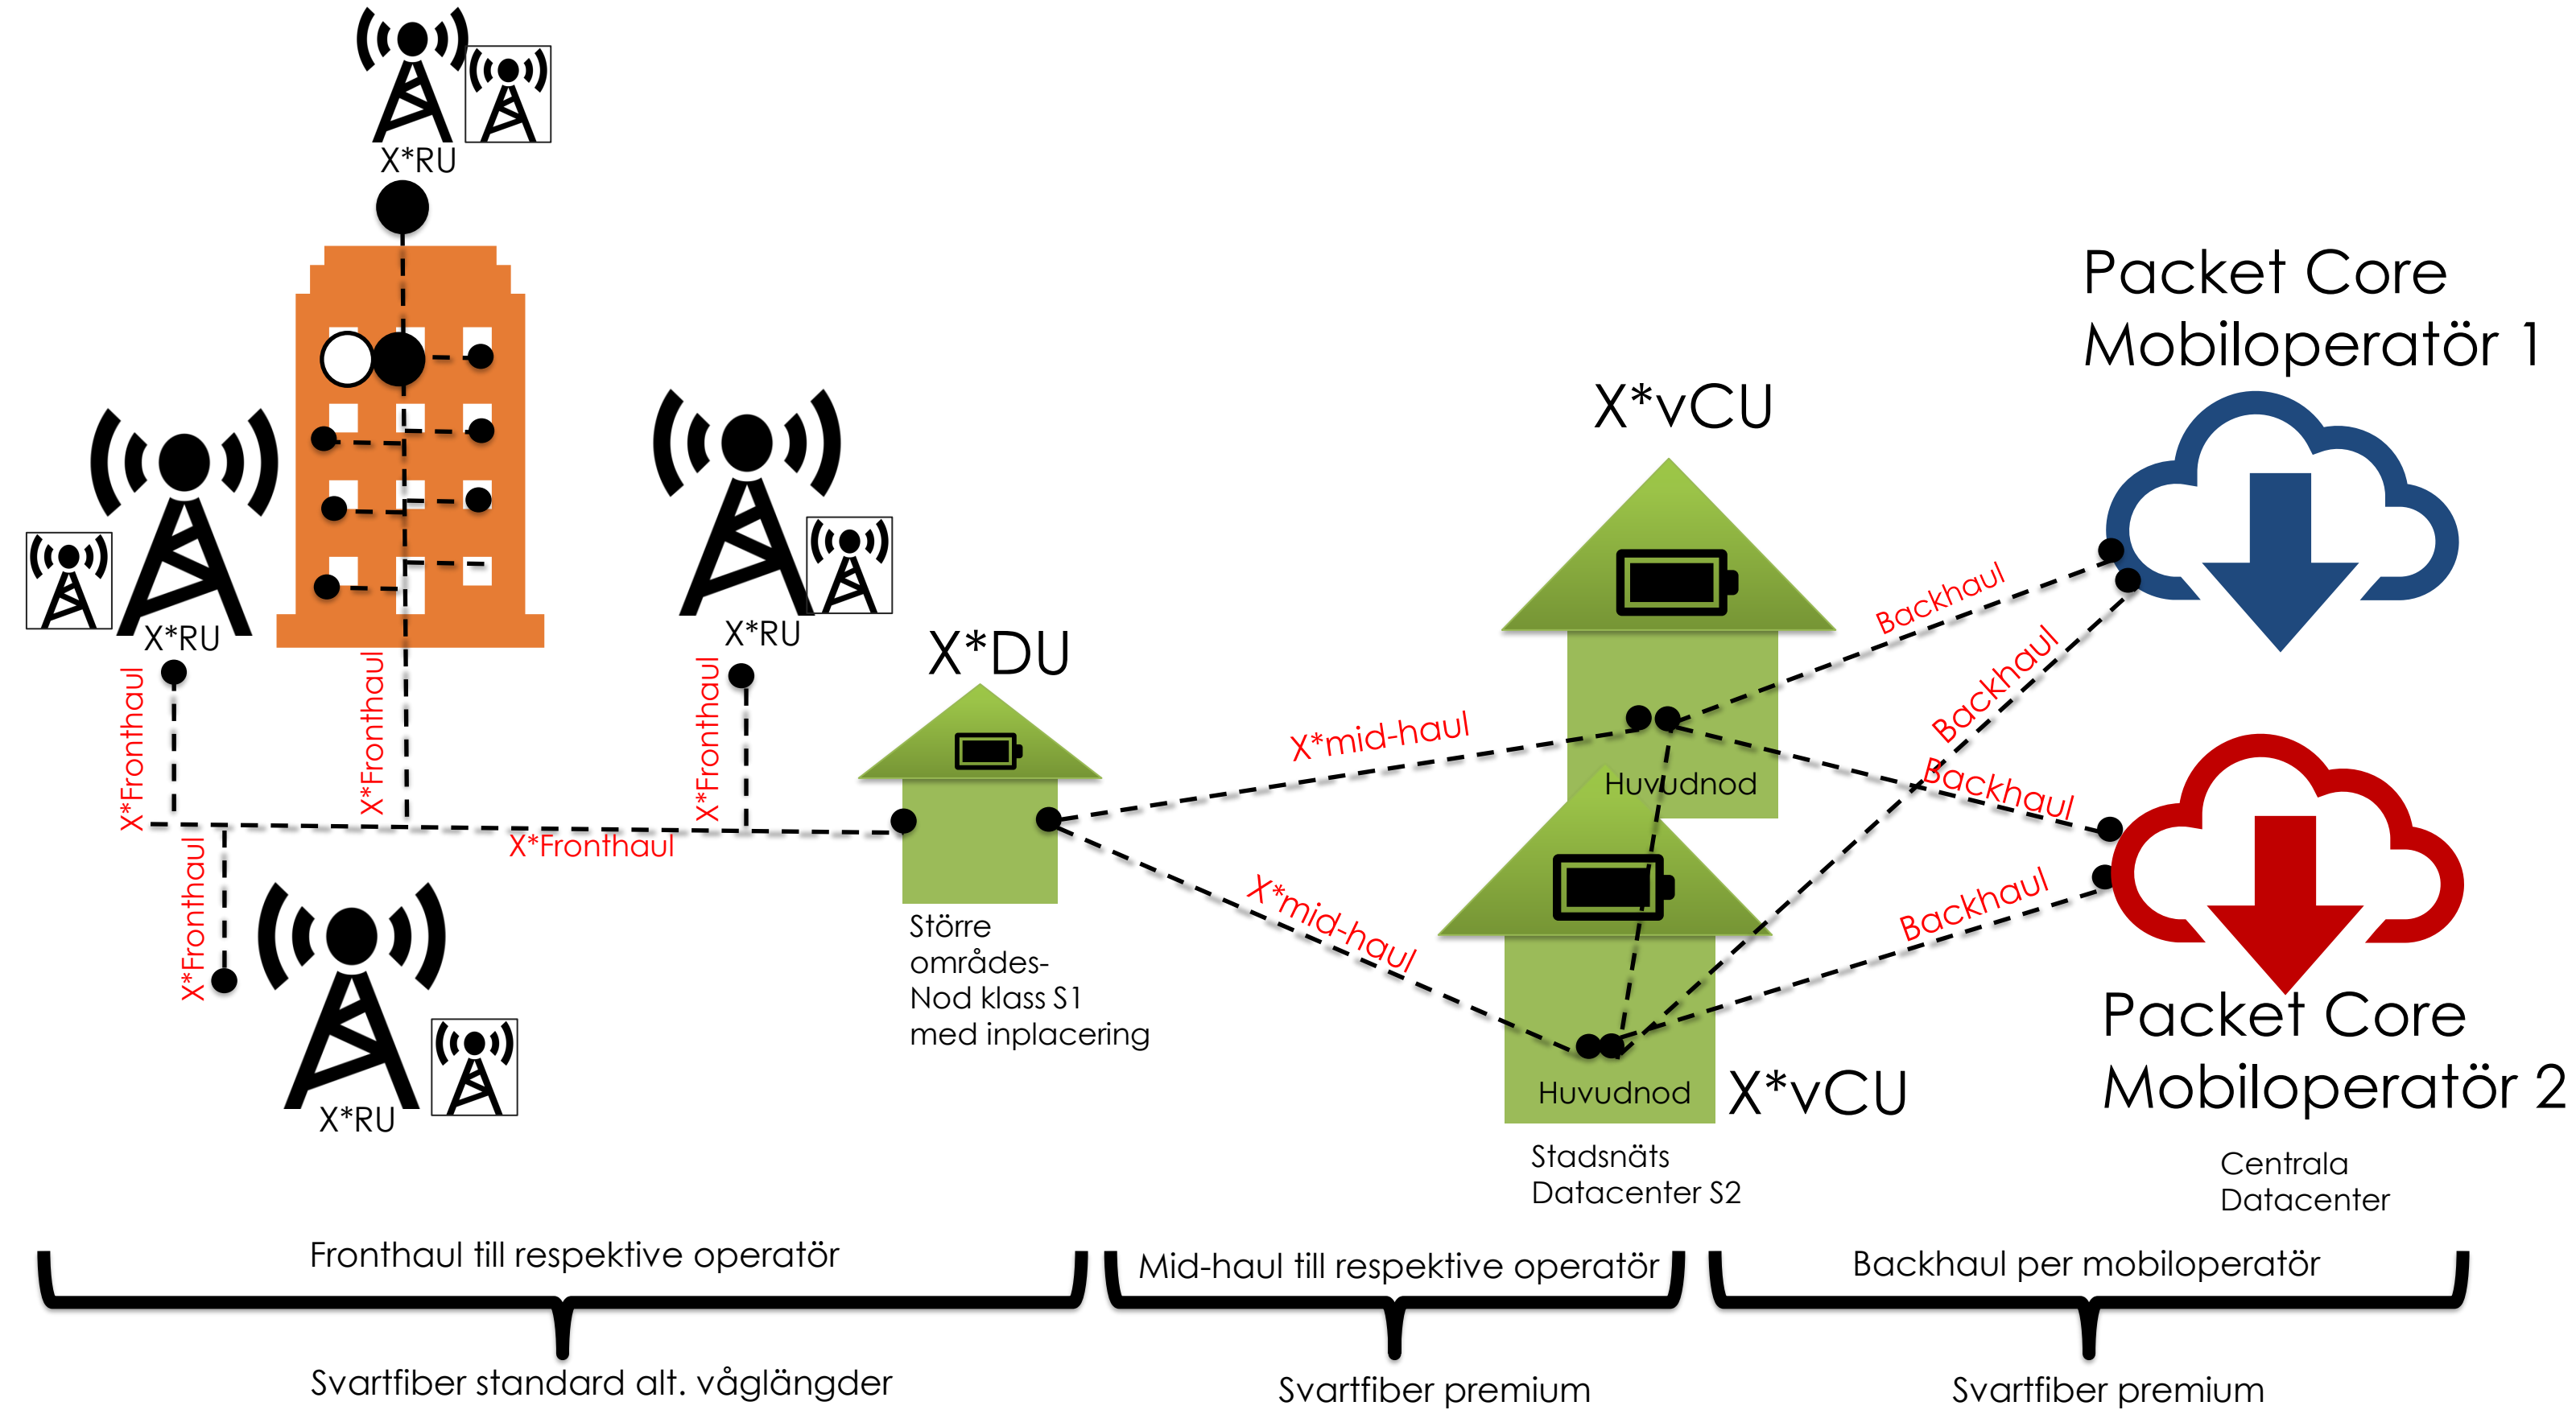 X*RU
Packet Core
Mobiloperatör 1
X*vCU
X*RU
X*RU
X*DU
X*Fronthaul
X*Fronthaul
X*Fronthaul
X*Fronthaul
X*Fronthaul
X*RU
X*mid-haul
X*mid-haul
Backhaul
Backhaul
Backhaul
Backhaul
Huvudnod
Huvudnod
X*vCU
Större
områdes-
Nod klass S1
med inplacering
Stadsnäts
Datacenter S2
Packet Core
Mobiloperatör 2
Centrala
Datacenter
Fronthaul till respektive operatör
Mid-haul till respektive operatör
Backhaul per mobiloperatör
Svartfiber standard alt. våglängder
Svartfiber premium
Svartfiber premium